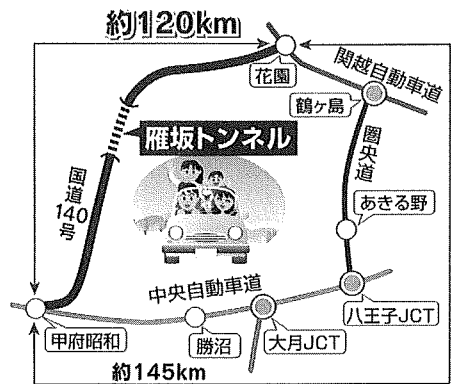 約120km
花園
関越自動車道
鶴ヶ島
雁坂トンネル
圏央道
国道140号
あきる野
中央自動車道
八王子JCT
甲府昭和
勝沼
大月JCT
約145km